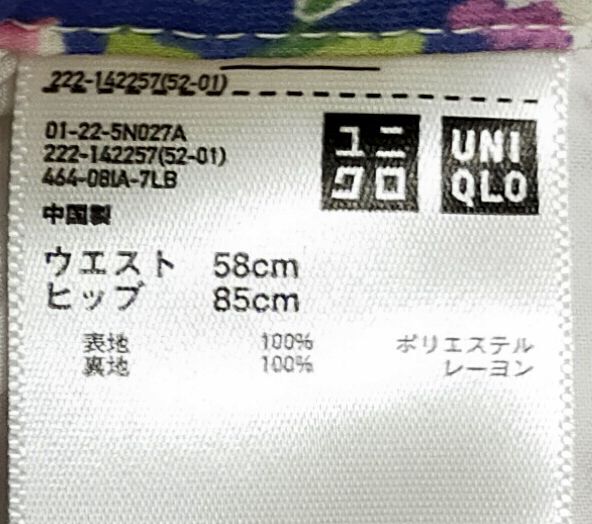 222-142257(52-01)
01-22-5N027A
222-142257(52-01)
464-08IA-7LB
中国製
ユニ
クロ
UNI
QLO
ウエスト 58cm
ヒップ 85cm
表地 100% ポリエステル
裏地 100% レーヨン